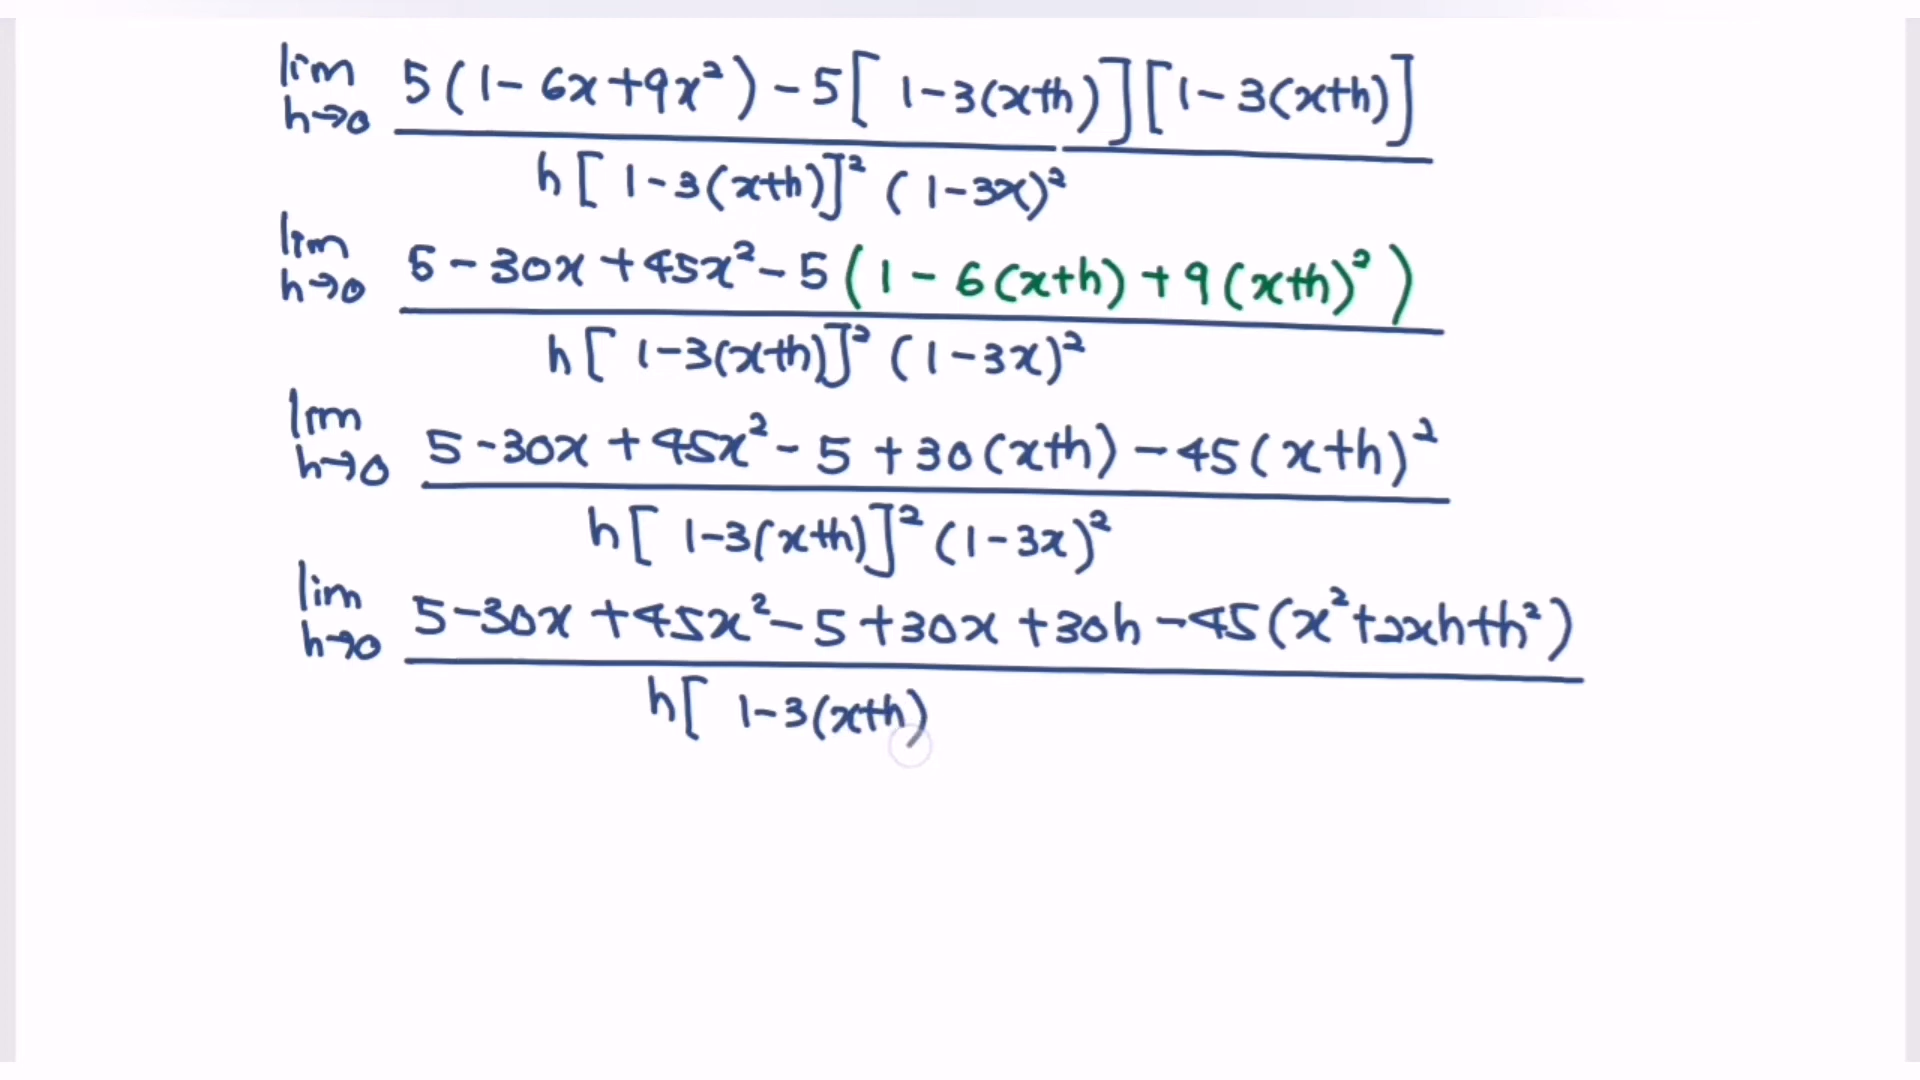 lim 5(1-6x+9x²)-5[1-3(x+h)][1-3(x+h)]
h→0 h[1-3(x+h)]²(1-3x)²
lim 5-30x+45x²-5(1-6(x+h)+9(x+h)²)
h→0 h[1-3(x+h)]²(1-3x)²
lim 5-30x+45x²-5+30(x+h)-45(x+h)²
h→0 h[1-3(x+h)]²(1-3x)²
lim 5-30x+45x²-5+30x+30h-45(x²+2xh+h²)
h→0 h[1-3(x+h)